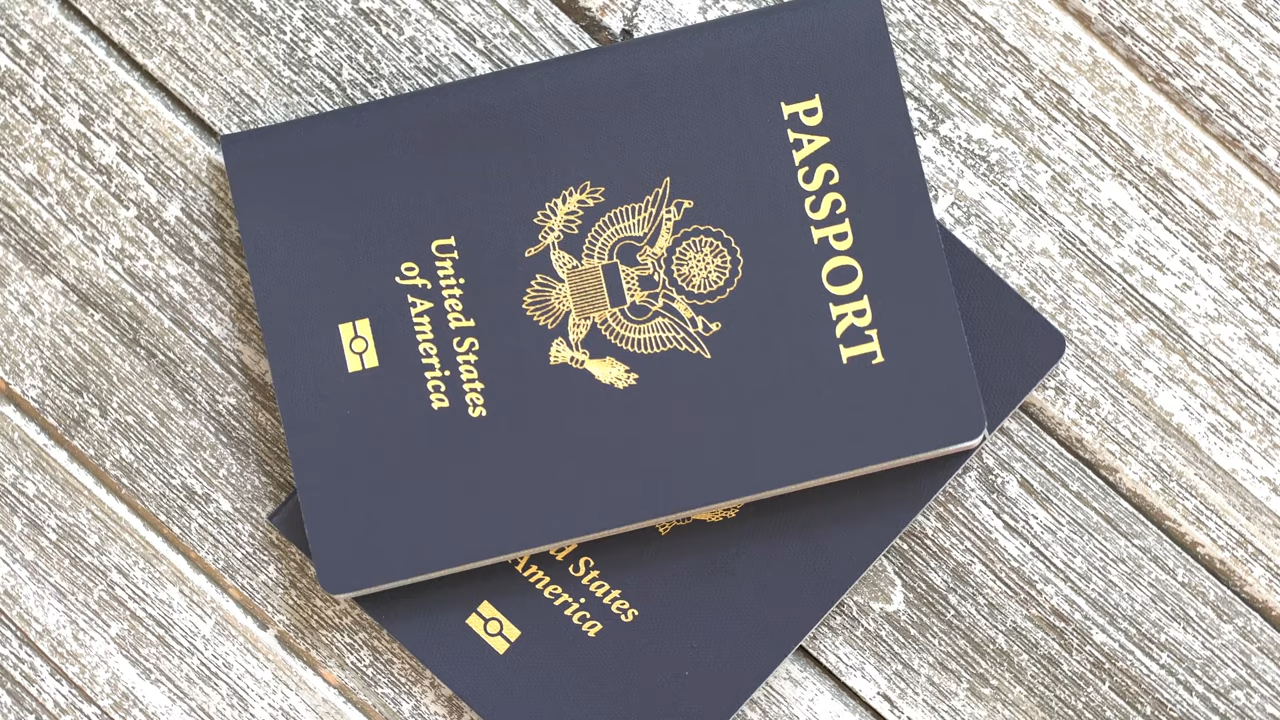 PASSPORT
United States
of America
d States
America